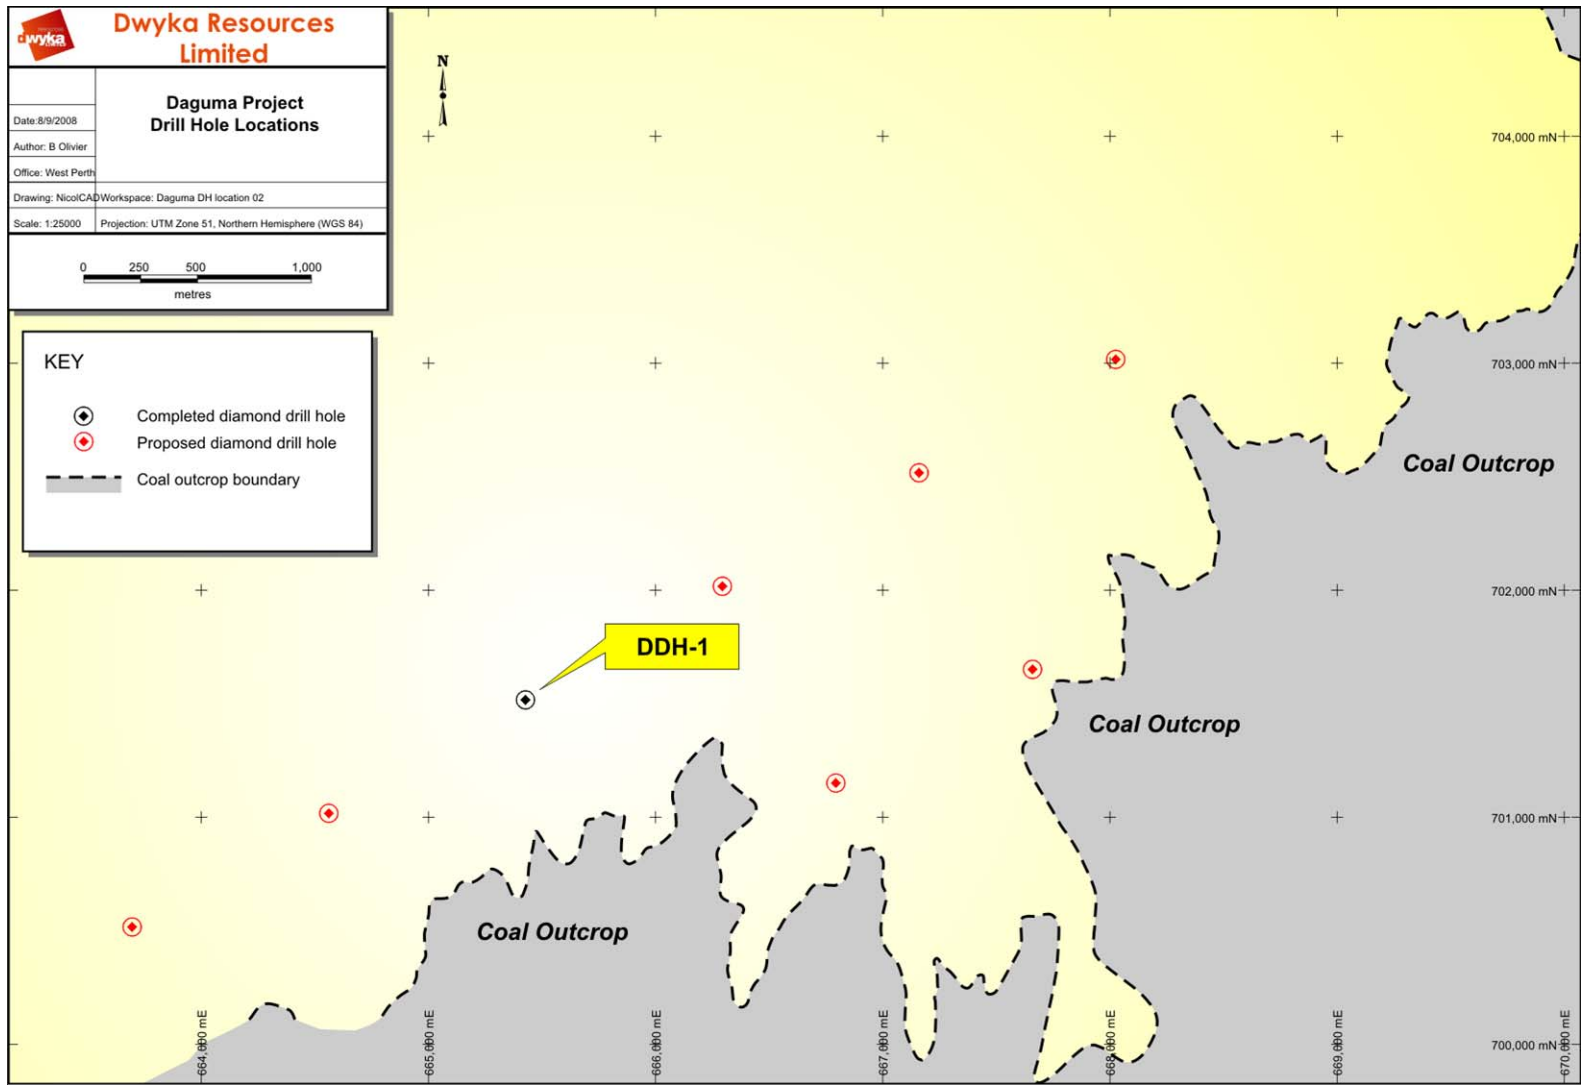 dwyka
Dwyka Resources
Limited
Daguma Project
Drill Hole Locations
Date:8/9/2008
Author: B Olivier
Office: West Perth
Drawing: NicolCAD
Workspace: Daguma DH location 02
Scale: 1:25000
Projection: UTM Zone 51, Northern Hemisphere (WGS 84)
0 250 500 1,000
metres
KEY
Completed diamond drill hole
Proposed diamond drill hole
Coal outcrop boundary
N
704,000 mN
703,000 mN
Coal Outcrop
702,000 mN
DDH-1
Coal Outcrop
701,000 mN
Coal Outcrop
700,000 mN
664,000 mE
665,000 mE
666,000 mE
667,000 mE
668,000 mE
669,000 mE
670,000 mE